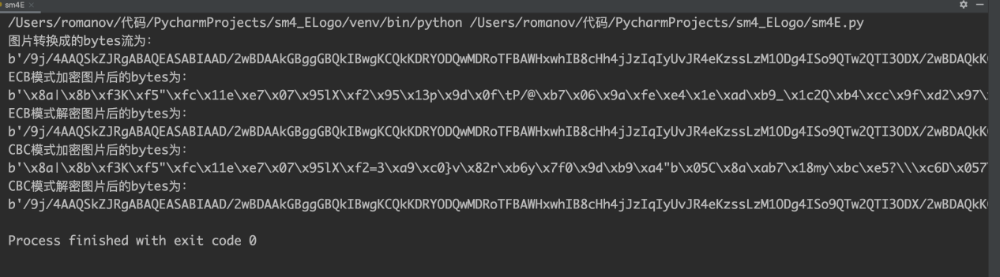 sm4E
/Users/romanov/代码/PycharmProjects/sm4_ELogo/venv/bin/python /Users/romanov/代码/PycharmProjects/sm4_ELogo/sm4E.py
图片转换成的bytes流为:
b'/9j/4AAQSkZJRgABAQEASABIAAD/2wBDAAkGBggGBQkIBwgKCQkKDRYODQwMDRoTFBAWHxwhIB8cHh4jJzIqIyUvJR4eKzssLzM1ODg4ISo9QTw2QTI3ODX/2wBDAQkK
ECB模式加密图片后的bytes为:
b'\x8a|\x8b\xf3K\xf5"\xfc\x11e\xe7\x07\x95lX\xf2\x95\x13p\x9d\x0f\tP/@\xb7\x06\x9a\xfe\xe4\x1e\xad\xb9_\x1c2Q\xb4\xcc\x9f\xd2\x97\
ECB模式解密图片后的bytes为:
b'/9j/4AAQSkZJRgABAQEASABIAAD/2wBDAAkGBggGBQkIBwgKCQkKDRYODQwMDRoTFBAWHxwhIB8cHh4jJzIqIyUvJR4eKzssLzM1ODg4ISo9QTw2QTI3ODX/2wBDAQkK
CBC模式加密图片后的bytes为:
b'\x8a|\x8b\xf3K\xf5"\xfc\x11e\xe7\x07\x95lX\xf2=3\xa9\xc0}v\x82r\xb6y\x7f0\x9d\xb9\xa4"b\x05C\x8a\xab7\x18my\xbc\xe5?\\\xc6D\x057
CBC模式解密图片后的bytes为:
b'/9j/4AAQSkZJRgABAQEASABIAAD/2wBDAAkGBggGBQkIBwgKCQkKDRYODQwMDRoTFBAWHxwhIB8cHh4jJzIqIyUvJR4eKzssLzM1ODg4ISo9QTw2QTI3ODX/2wBDAQkK
Process finished with exit code 0